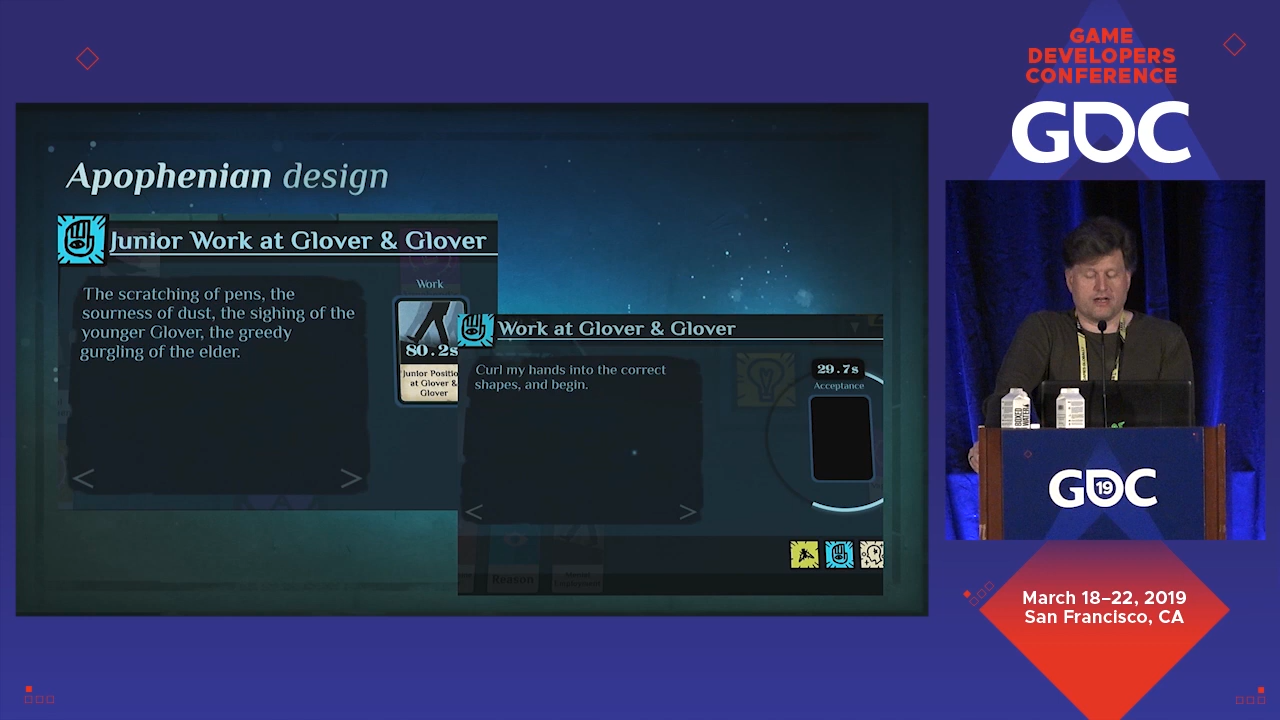 GAME
DEVELOPERS
CONFERENCE
GDC
Apophenian design
Junior Work at Glover & Glover
The scratching of pens, the
sourness of dust, the sighing of the
younger Glover, the greedy
gurgling of the elder.
Work
80.2s
Junior Positio
at Glover &
Glover
Work at Glover & Glover
Curl my hands into the correct
shapes, and begin.
29.7s
Acceptance
Reason
BOXED
WATER
GDC
19
March 18–22, 2019
San Francisco, CA